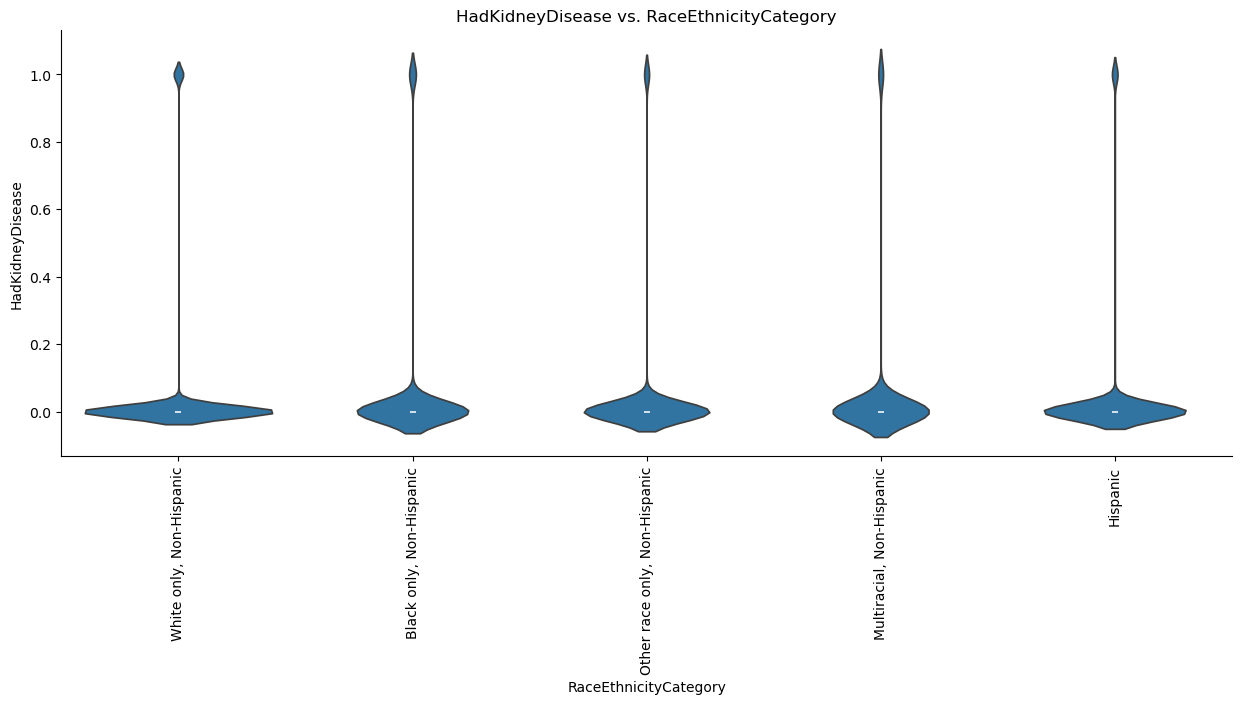 HadKidneyDisease vs. RaceEthnicityCategory
HadKidneyDisease
1.0
0.8
0.6
0.4
0.2
0.0
White only, Non-Hispanic
Black only, Non-Hispanic
Other race only, Non-Hispanic
Multiracial, Non-Hispanic
Hispanic
RaceEthnicityCategory